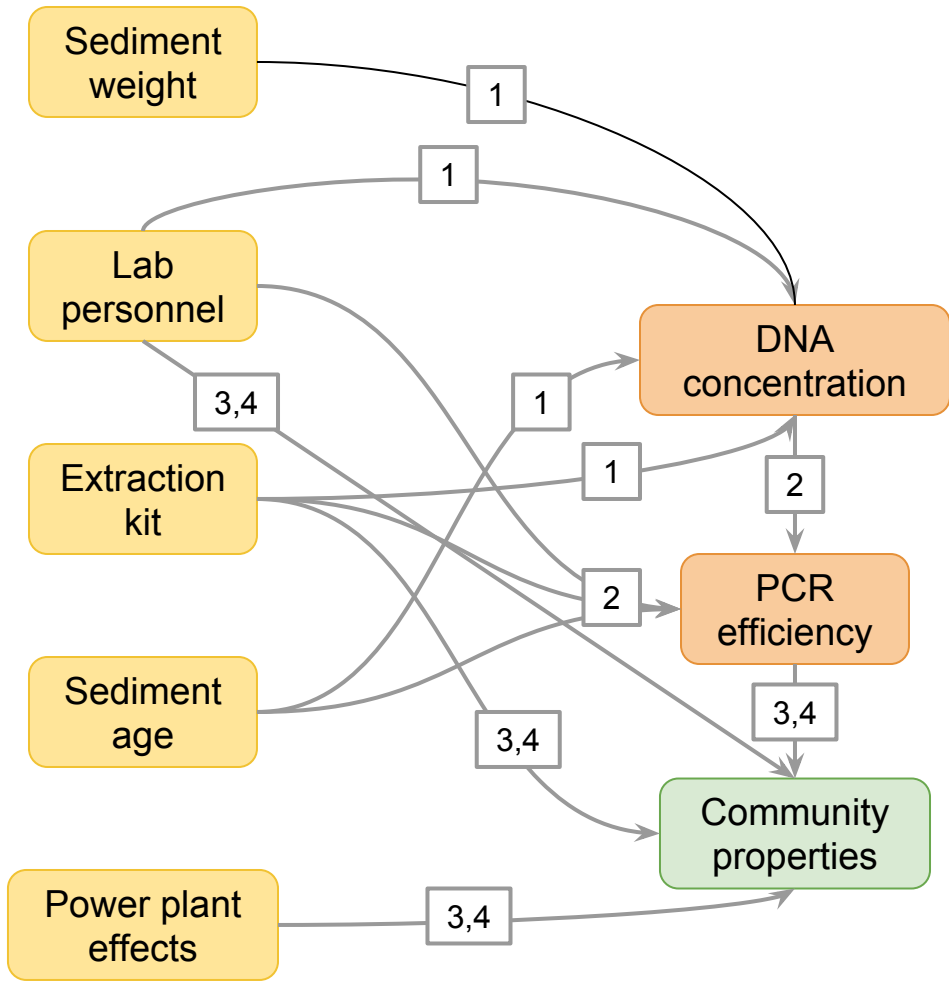 Sediment
weight
1
1
Lab
personnel
DNA
concentration
3,4
1
Extraction
kit
1
2
PCR
efficiency
2
Sediment
age
3,4
3,4
Community
properties
Power plant
effects
3,4